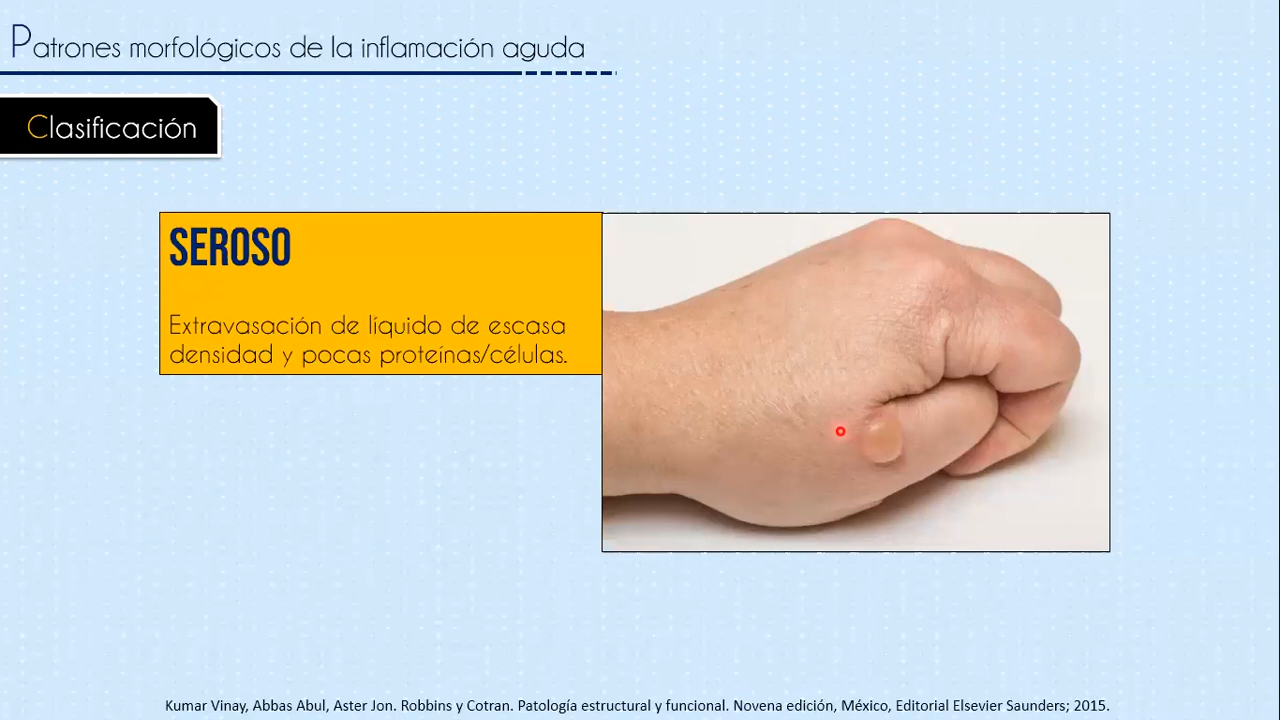 Patrones morfológicos de la inflamación aguda
Clasificación
SEROSO
Extravasación de líquido de escasa
densidad y pocas proteínas/células.
Kumar Vinay, Abbas Abul, Aster Jon. Robbins y Cotran. Patología estructural y funcional. Novena edición, México, Editorial Elsevier Saunders; 2015.